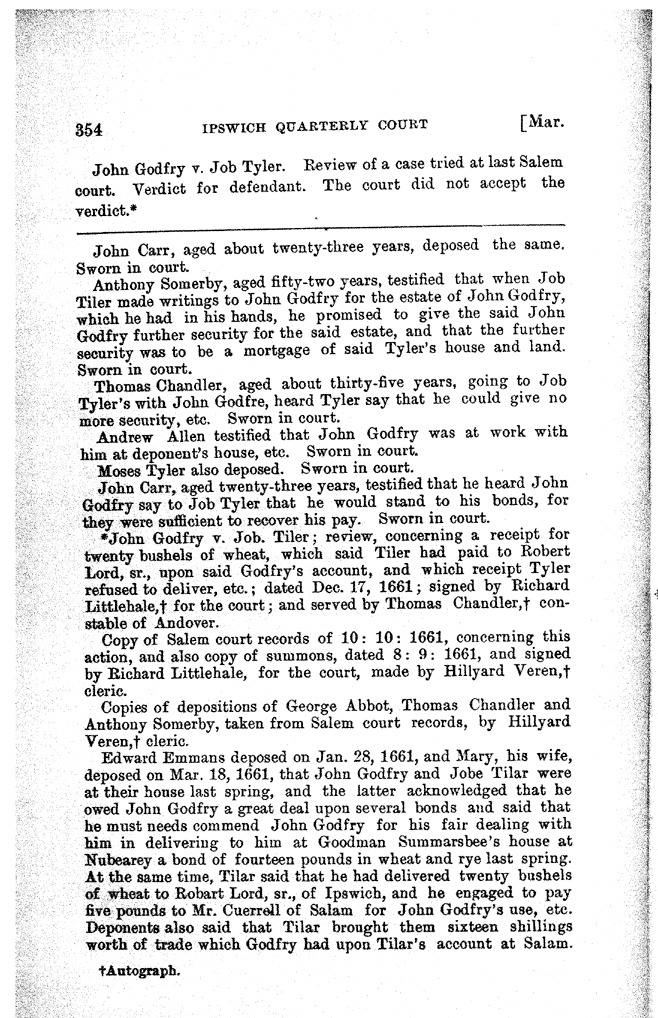 354 IPSWICH QUARTERLY COURT [Mar.
John Godfry v. Job Tyler. Review of a case tried at last Salem
court. Verdict for defendant. The court did not accept the
verdict.*
John Carr, aged about twenty-three years, deposed the same.
Sworn in court.
Anthony Somerby, aged fifty-two years, testified that when Job
Tiler made writings to John Godfry for the estate of John Godfry,
which he had in his hands, he promised to give the said John
Godfry further security for the said estate, and that the further
security was to be a mortgage of said Tyler's house and land.
Sworn in court.
Thomas Chandler, aged about thirty-five years, going to Job
Tyler's with John Godfre, heard Tyler say that he could give no
more security, etc. Sworn in court.
Andrew Allen testified that John Godfry was at work with
him at deponent's house, etc. Sworn in court.
Moses Tyler also deposed. Sworn in court.
John Carr, aged twenty-three years, testified that he heard John
Godfry say to Job Tyler that he would stand to his bonds, for
they were sufficient to recover his pay. Sworn in court.
*John Godfry v. Job. Tiler; review, concerning a receipt for
twenty bushels of wheat, which said Tiler had paid to Robert
Lord, sr., upon said Godfry's account, and which receipt Tyler
refused to deliver, etc.; dated Dec. 17, 1661; signed by Richard
Littlehale,† for the court; and served by Thomas Chandler,† con-
stable of Andover.
Copy of Salem court records of 10: 10: 1661, concerning this
action, and also copy of summons, dated 8: 9: 1661, and signed
by Richard Littlehale, for the court, made by Hillyard Veren,†
cleric.
Copies of depositions of George Abbot, Thomas Chandler and
Anthony Somerby, taken from Salem court records, by Hillyard
Veren,† cleric.
Edward Emmans deposed on Jan. 28, 1661, and Mary, his wife,
deposed on Mar. 18, 1661, that John Godfry and Jobe Tilar were
at their house last spring, and the latter acknowledged that he
owed John Godfry a great deal upon several bonds and said that
he must needs commend John Godfry for his fair dealing with
him in delivering to him at Goodman Summarsbee's house at
Nubearey a bond of fourteen pounds in wheat and rye last spring.
At the same time, Tilar said that he had delivered twenty bushels
of wheat to Robart Lord, sr., of Ipswich, and he engaged to pay
five pounds to Mr. Cuerrell of Salam for John Godfry's use, etc.
Deponents also said that Tilar brought them sixteen shillings
worth of trade which Godfry had upon Tilar's account at Salam.
†Autograph.